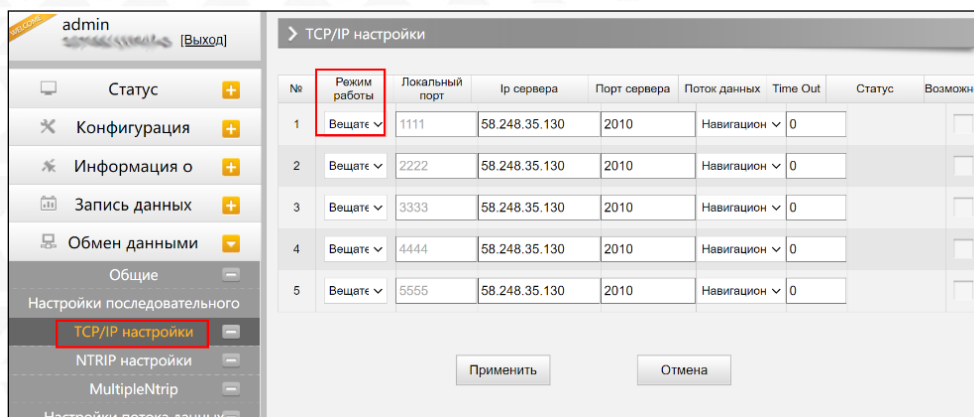 WELCOME
admin
[Выход]
Статус
Конфигурация
Информация о
Запись данных
Обмен данными
Общие
Настройки последовательного
TCP/IP настройки
NTRIP настройки
MultipleNtrip
Настройки потока данных
TCP/IP настройки
№ Режим работы Локальный порт Ip сервера Порт сервера Поток данных Time Out Статус Возможн
1 Вещате 1111 58.248.35.130 2010 Навигацион 0
2 Вещате 2222 58.248.35.130 2010 Навигацион 0
3 Вещате 3333 58.248.35.130 2010 Навигацион 0
4 Вещате 4444 58.248.35.130 2010 Навигацион 0
5 Вещате 5555 58.248.35.130 2010 Навигацион 0
Применить Отмена